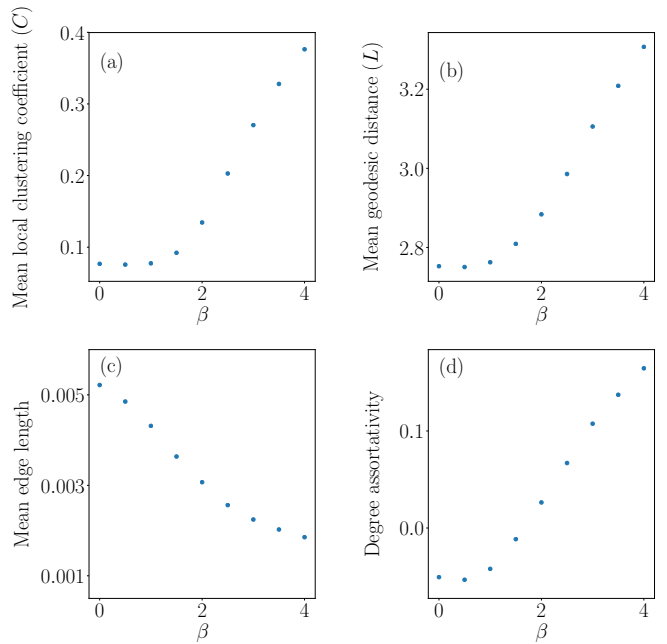 Mean local clustering coefficient (C)
(a)
0.4
0.3
0.2
0.1
0
2
4
β
Mean geodesic distance (L)
(b)
3.2
3.0
2.8
0
2
4
β
Mean edge length
(c)
0.005
0.003
0.001
0
2
4
β
Degree assortativity
(d)
0.1
0.0
0
2
4
β